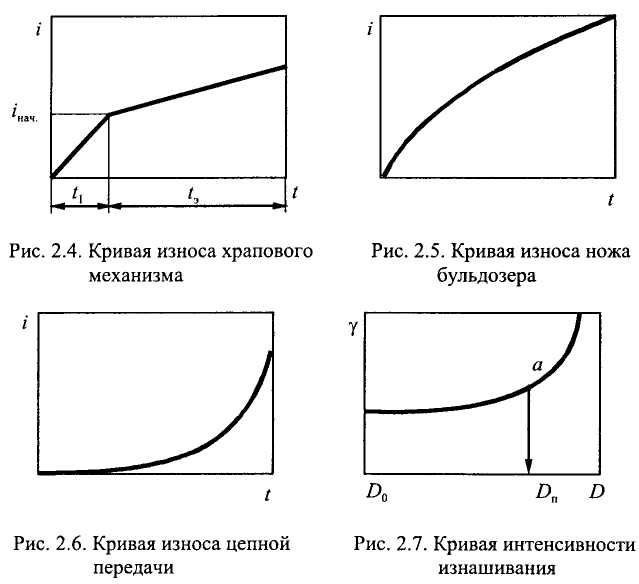 i
iнач.
t₁
tэ
t
Рис. 2.4. Кривая износа храпового
механизма
i
t
Рис. 2.5. Кривая износа ножа
бульдозера
i
t
Рис. 2.6. Кривая износа цепной
передачи
γ
a
D₀
Dп
D
Рис. 2.7. Кривая интенсивности
изнашивания